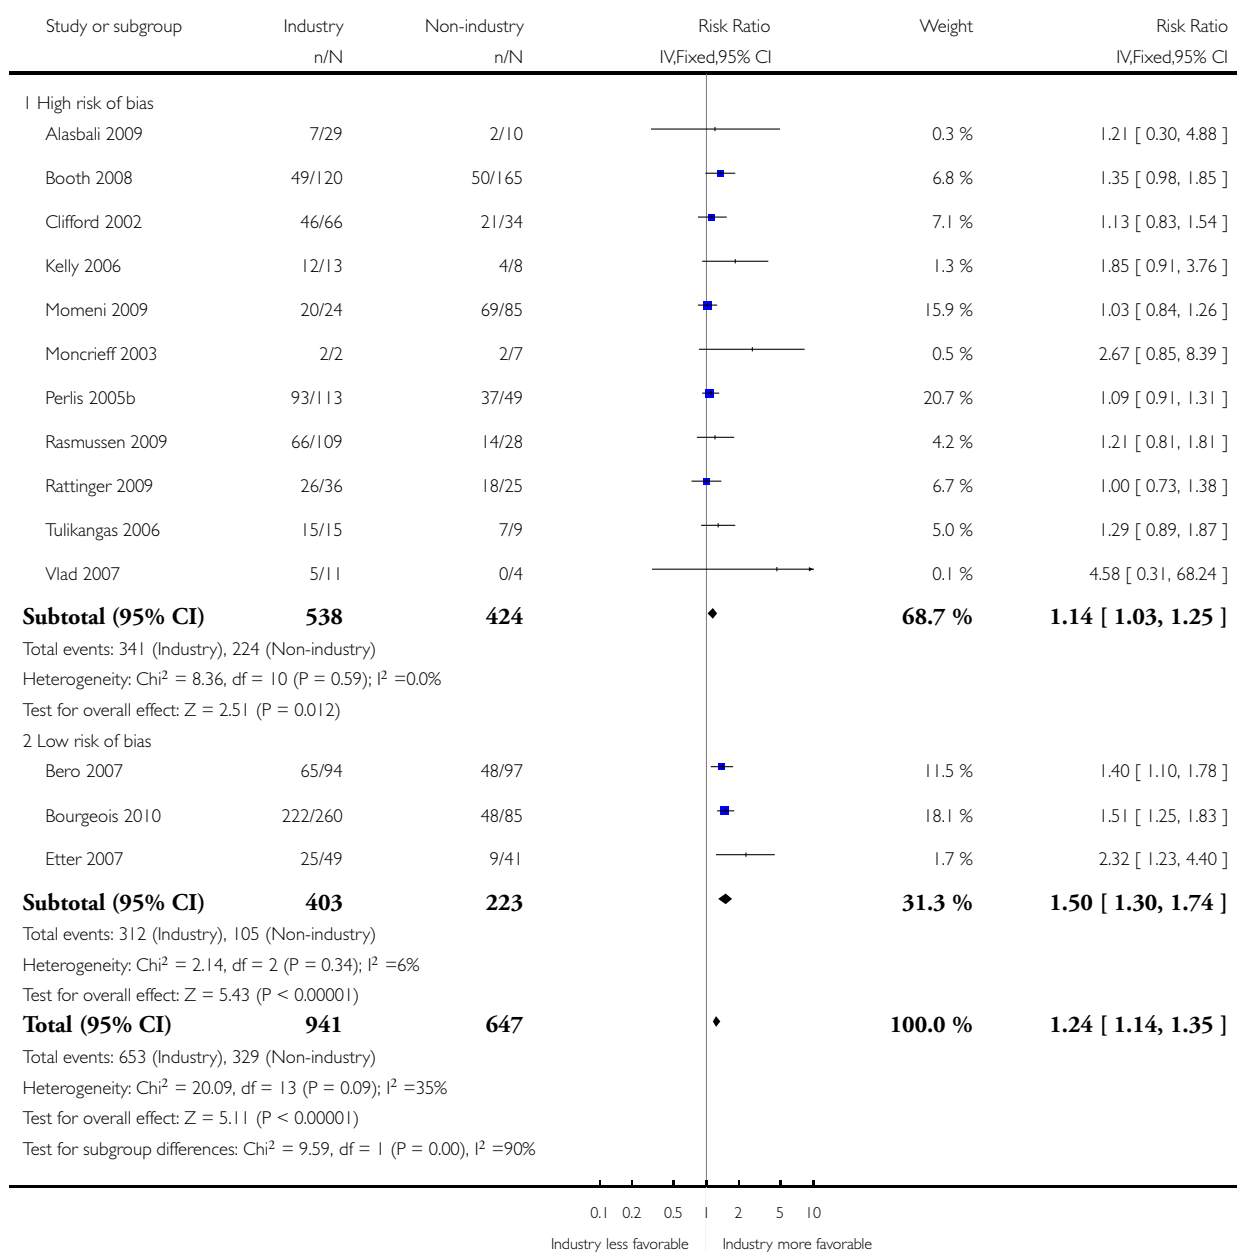 Study or subgroup Industry Non-industry Risk Ratio Weight Risk Ratio
n/N n/N IV,Fixed,95% CI IV,Fixed,95% CI
1 High risk of bias
Alasbali 2009 7/29 2/10 0.3 % 1.21 [ 0.30, 4.88 ]
Booth 2008 49/120 50/165 6.8 % 1.35 [ 0.98, 1.85 ]
Clifford 2002 46/66 21/34 7.1 % 1.13 [ 0.83, 1.54 ]
Kelly 2006 12/13 4/8 1.3 % 1.85 [ 0.91, 3.76 ]
Momeni 2009 20/24 69/85 15.9 % 1.03 [ 0.84, 1.26 ]
Moncrieff 2003 2/2 2/7 0.5 % 2.67 [ 0.85, 8.39 ]
Perlis 2005b 93/113 37/49 20.7 % 1.09 [ 0.91, 1.31 ]
Rasmussen 2009 66/109 14/28 4.2 % 1.21 [ 0.81, 1.81 ]
Rattinger 2009 26/36 18/25 6.7 % 1.00 [ 0.73, 1.38 ]
Tulikangas 2006 15/15 7/9 5.0 % 1.29 [ 0.89, 1.87 ]
Vlad 2007 5/11 0/4 0.1 % 4.58 [ 0.31, 68.24 ]
Subtotal (95% CI) 538 424 68.7 % 1.14 [ 1.03, 1.25 ]
Total events: 341 (Industry), 224 (Non-industry)
Heterogeneity: Chi² = 8.36, df = 10 (P = 0.59); I² =0.0%
Test for overall effect: Z = 2.51 (P = 0.012)
2 Low risk of bias
Bero 2007 65/94 48/97 11.5 % 1.40 [ 1.10, 1.78 ]
Bourgeois 2010 222/260 48/85 18.1 % 1.51 [ 1.25, 1.83 ]
Etter 2007 25/49 9/41 1.7 % 2.32 [ 1.23, 4.40 ]
Subtotal (95% CI) 403 223 31.3 % 1.50 [ 1.30, 1.74 ]
Total events: 312 (Industry), 105 (Non-industry)
Heterogeneity: Chi² = 2.14, df = 2 (P = 0.34); I² =6%
Test for overall effect: Z = 5.43 (P < 0.00001)
Total (95% CI) 941 647 100.0 % 1.24 [ 1.14, 1.35 ]
Total events: 653 (Industry), 329 (Non-industry)
Heterogeneity: Chi² = 20.09, df = 13 (P = 0.09); I² =35%
Test for overall effect: Z = 5.11 (P < 0.00001)
Test for subgroup differences: Chi² = 9.59, df = 1 (P = 0.00), I² =90%
0.1 0.2 0.5 1 2 5 10
Industry less favorable Industry more favorable